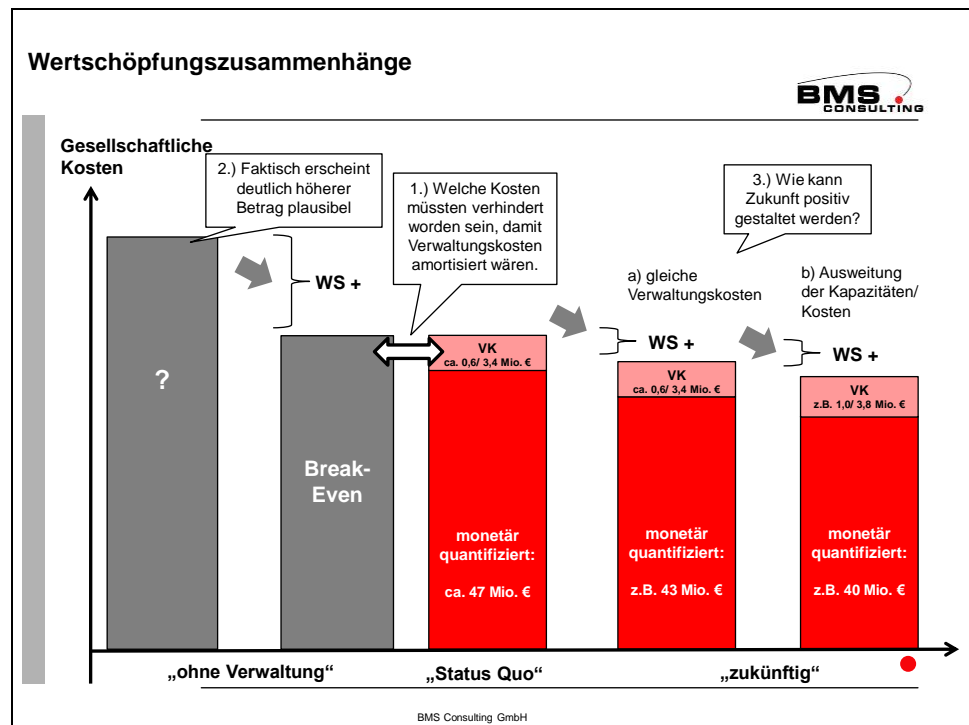 Wertschöpfungszusammenhänge
BMS
CONSULTING
Gesellschaftliche
Kosten
2.) Faktisch erscheint
deutlich höherer
Betrag plausibel
1.) Welche Kosten
müssten verhindert
worden sein, damit
Verwaltungskosten
amortisiert wären.
3.) Wie kann
Zukunft positiv
gestaltet werden?
WS +
a) gleiche
Verwaltungskosten
b) Ausweitung
der Kapazitäten/
Kosten
WS +
WS +
?
Break-
Even
VK
ca. 0,6/ 3,4 Mio. €
monetär
quantifiziert:
ca. 47 Mio. €
VK
ca. 0,6/ 3,4 Mio. €
monetär
quantifiziert:
z.B. 43 Mio. €
VK
z.B. 1,0/ 3,8 Mio. €
monetär
quantifiziert:
z.B. 40 Mio. €
„ohne Verwaltung“
„Status Quo“
„zukünftig“
BMS Consulting GmbH